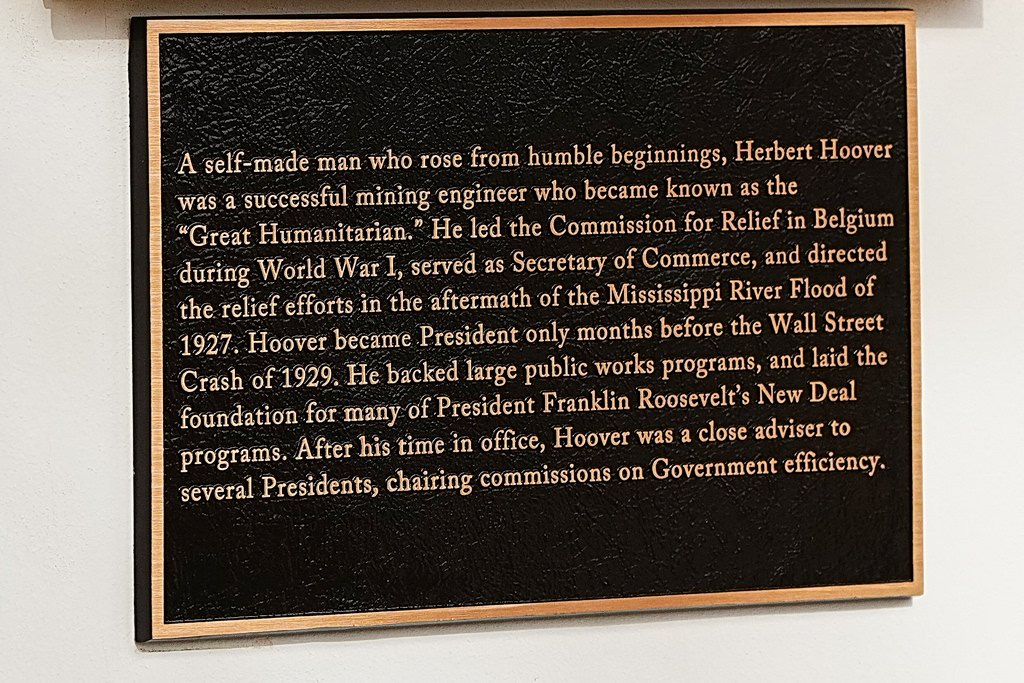 A self-made man who rose from humble beginnings, Herbert Hoover
was a successful mining engineer who became known as the
“Great Humanitarian.” He led the Commission for Relief in Belgium
during World War I, served as Secretary of Commerce, and directed
the relief efforts in the aftermath of the Mississippi River Flood of
1927. Hoover became President only months before the Wall Street
Crash of 1929. He backed large public works programs, and laid the
foundation for many of President Franklin Roosevelt’s New Deal
programs. After his time in office, Hoover was a close adviser to
several Presidents, chairing commissions on Government efficiency.